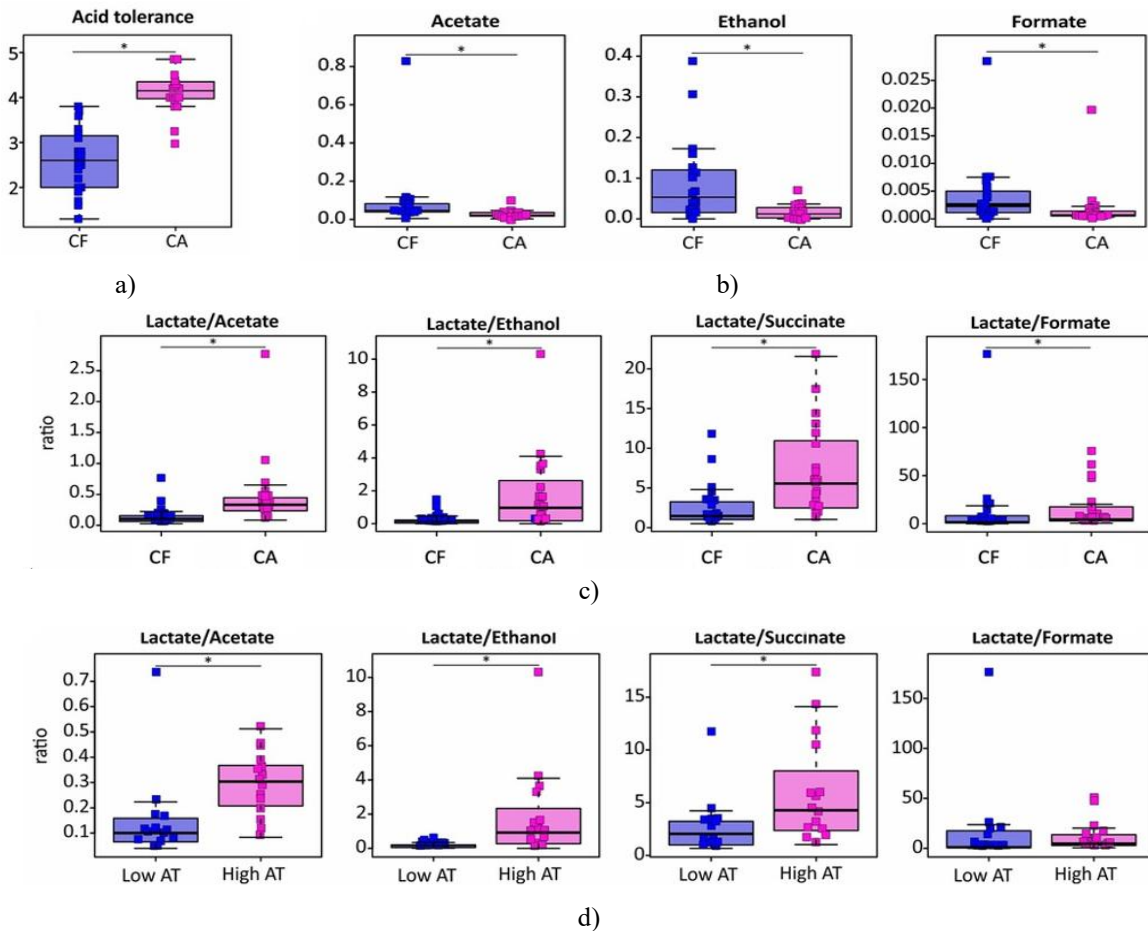 Acid tolerance
*
5
4
3
2
CF CA
a)
Acetate
*
0.8
0.6
0.4
0.2
0.0
CF CA
Ethanol
*
0.4
0.3
0.2
0.1
0.0
CF CA
Formate
*
0.025
0.020
0.015
0.010
0.005
0.000
CF CA
b)
Lactate/Acetate
*
ratio
2.5
2.0
1.5
1.0
0.5
0.0
CF CA
Lactate/Ethanol
*
10
8
6
4
2
0
CF CA
Lactate/Succinate
*
20
15
10
5
0
CF CA
Lactate/Formate
*
150
100
50
0
CF CA
c)
Lactate/Acetate
*
ratio
0.7
0.6
0.5
0.4
0.3
0.2
0.1
Low AT High AT
Lactate/Ethanol
*
10
8
6
4
2
0
Low AT High AT
Lactate/Succinate
*
15
10
5
0
Low AT High AT
Lactate/Formate
150
100
50
0
Low AT High AT
d)